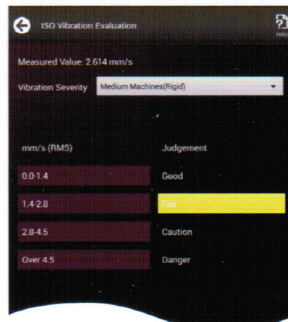 ISO Vibration Evaluation
Measured Value: 2.614 mm/s
Vibration Severity Medium Machines(Rigid)
mm/s (RMS) Judgement
0.0-1.4 Good
1.4-2.8 Fair
2.8-4.5 Caution
Over 4.5 Danger